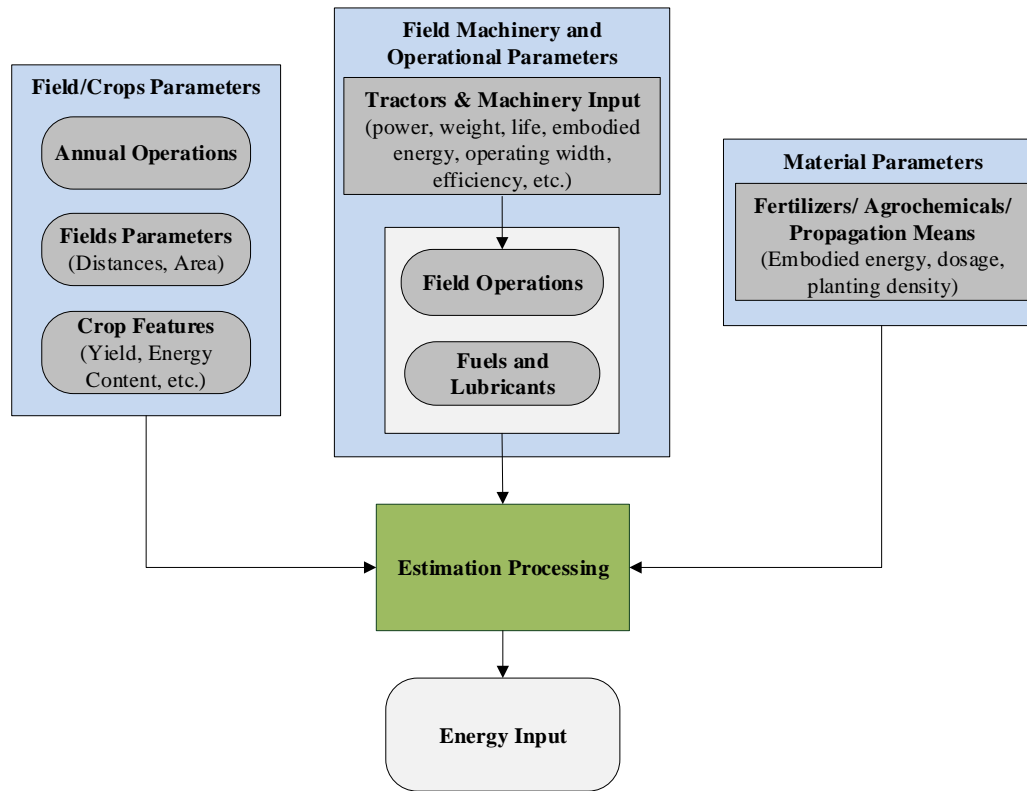 Field/Crops Parameters
Annual Operations
Fields Parameters
(Distances, Area)
Crop Features
(Yield, Energy
Content, etc.)
Field Machinery and
Operational Parameters
Tractors & Machinery Input
(power, weight, life, embodied
energy, operating width,
efficiency, etc.)
Field Operations
Fuels and
Lubricants
Material Parameters
Fertilizers/ Agrochemicals/
Propagation Means
(Embodied energy, dosage,
planting density)
Estimation Processing
Energy Input